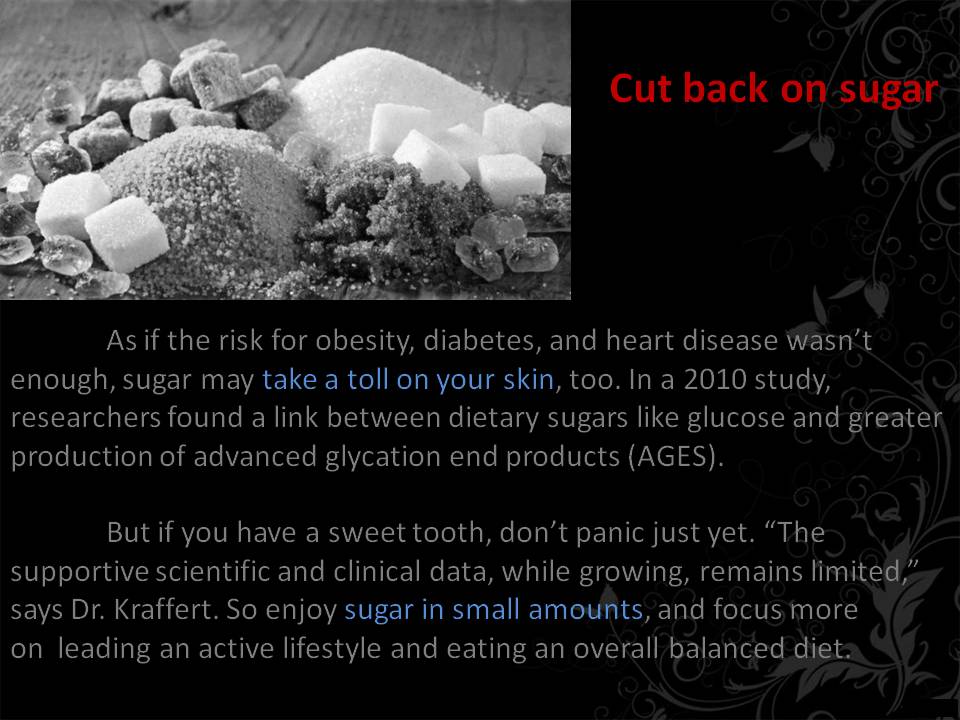 Cut back on sugar
As if the risk for obesity, diabetes, and heart disease wasn’t
enough, sugar may take a toll on your skin, too. In a 2010 study,
researchers found a link between dietary sugars like glucose and greater
production of advanced glycation end products (AGES).
But if you have a sweet tooth, don’t panic just yet. “The
supportive scientific and clinical data, while growing, remains limited,”
says Dr. Kraffert. So enjoy sugar in small amounts, and focus more
on  leading an active lifestyle and eating an overall balanced diet.